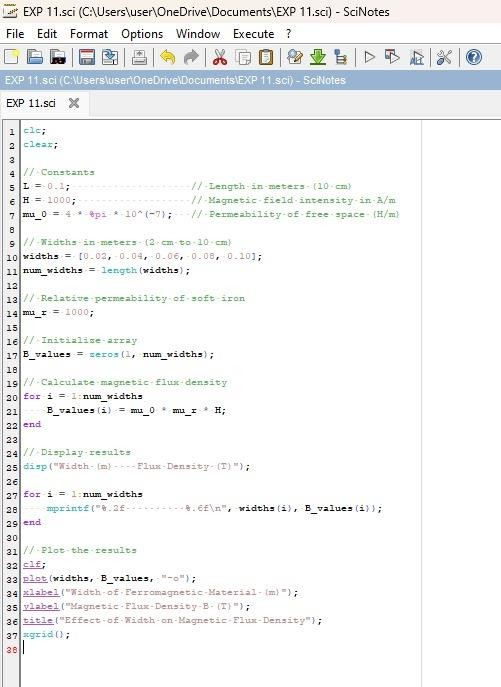 EXP 11.sci (C:\Users\user\OneDrive\Documents\EXP 11.sci) - SciNotes
File Edit Format Options Window Execute ?
EXP 11.sci (C:\Users\user\OneDrive\Documents\EXP 11.sci) - SciNotes
EXP 11.sci
1 clc;
2 clear;
3
4 // Constants
5 L = 0.1; // Length in meters (10 cm)
6 H = 1000; // Magnetic field intensity in A/m
7 mu_0 = 4 * %pi * 10^(-7); // Permeability of free space (H/m)
8
9 // Widths in meters (2 cm to 10 cm)
10 widths = [0.02, 0.04, 0.06, 0.08, 0.10];
11 num_widths = length(widths);
12
13 // Relative permeability of soft iron
14 mu_r = 1000;
15
16 // Initialize array
17 B_values = zeros(1, num_widths);
18
19 // Calculate magnetic flux density
20 for i = 1:num_widths
21     B_values(i) = mu_0 * mu_r * H;
22 end
23
24 // Display results
25 disp("Width (m)    Flux Density (T)");
26
27 for i = 1:num_widths
28     mprintf("%.2f          %.6f\n", widths(i), B_values(i));
29 end
30
31 // Plot the results
32 clf;
33 plot(widths, B_values, "-o");
34 xlabel("Width of Ferromagnetic Material (m)");
35 ylabel("Magnetic Flux Density B (T)");
36 title("Effect of Width on Magnetic Flux Density");
37 xgrid();
38